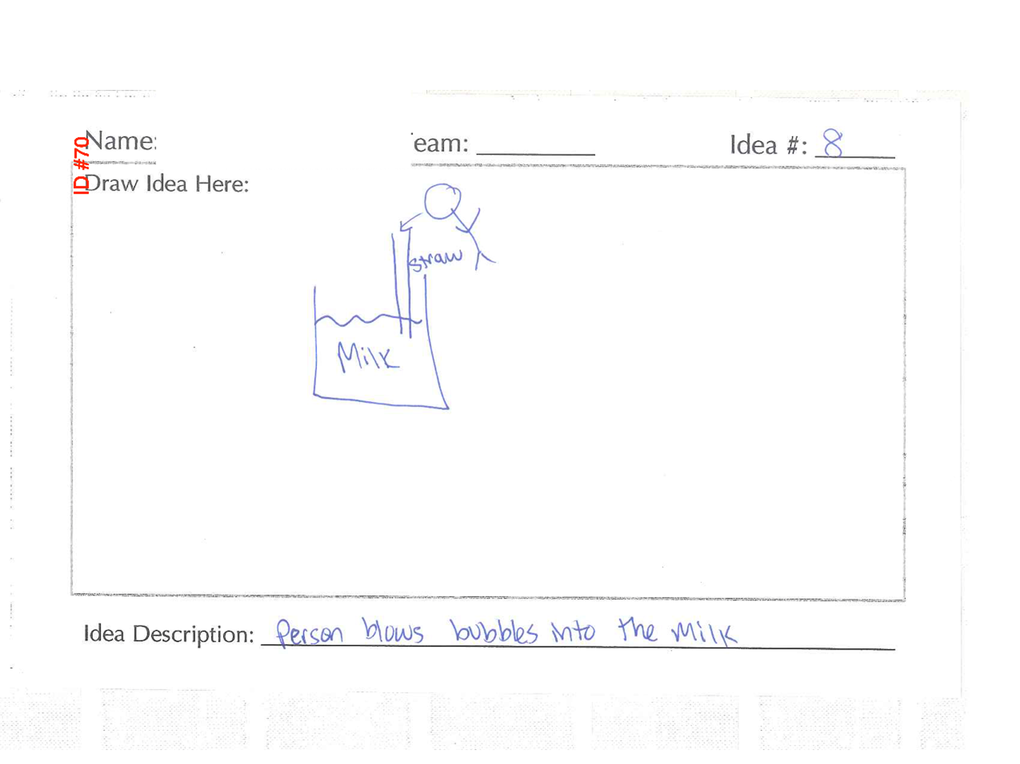 Name: eam: Idea #: 8
ID #70
Draw Idea Here:
straw
Milk
Idea Description: Person blows bubbles into the Milk